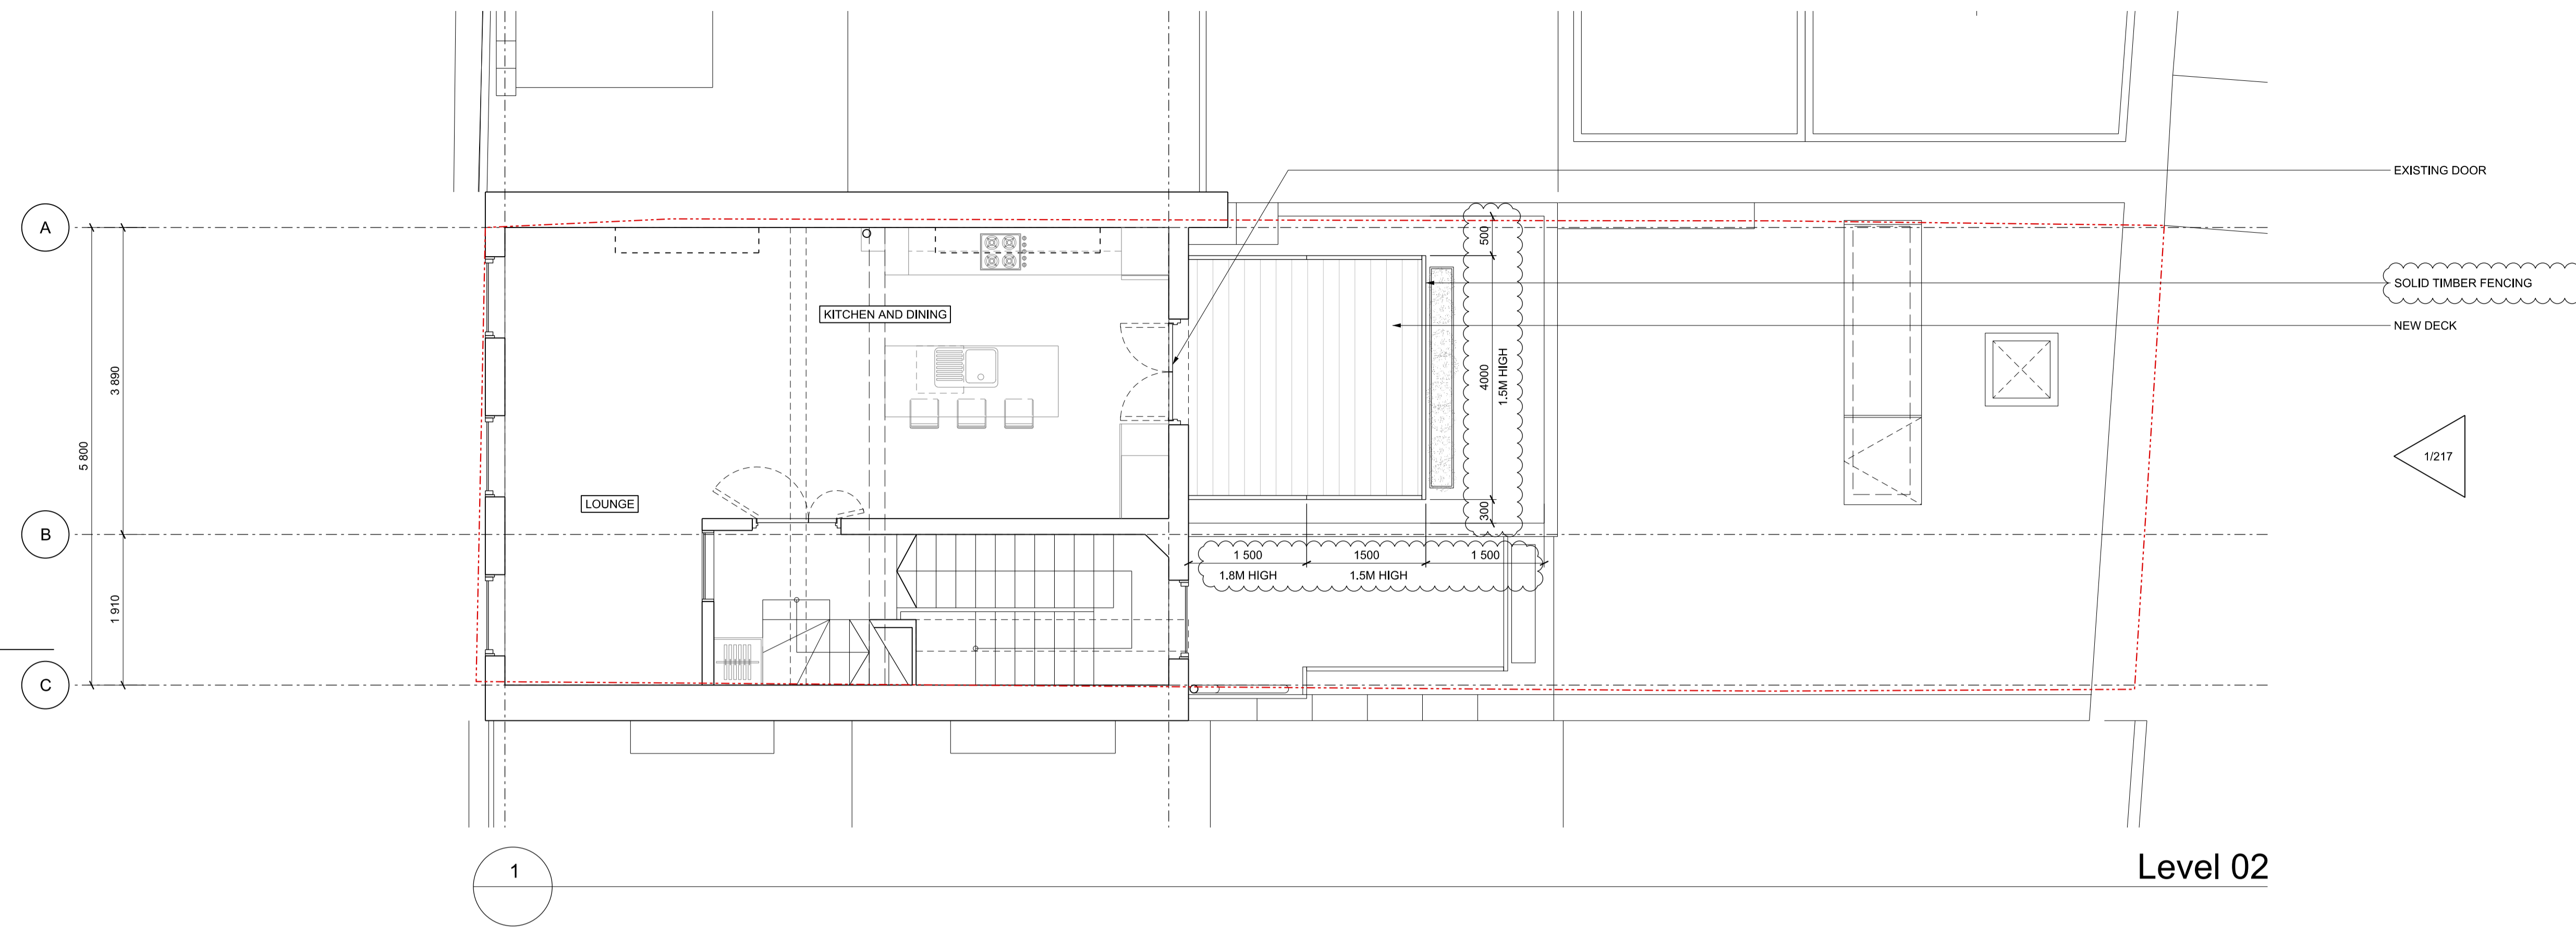 EXISTING DOOR
A
500
SOLID TIMBER FENCING
KITCHEN AND DINING
NEW DECK
3 890
4000
1.5M HIGH
5 800
1/217
LOUNGE
300
B
1 500
1500
1 500
1.8M HIGH
1.5M HIGH
1 910
C
1
Level 02